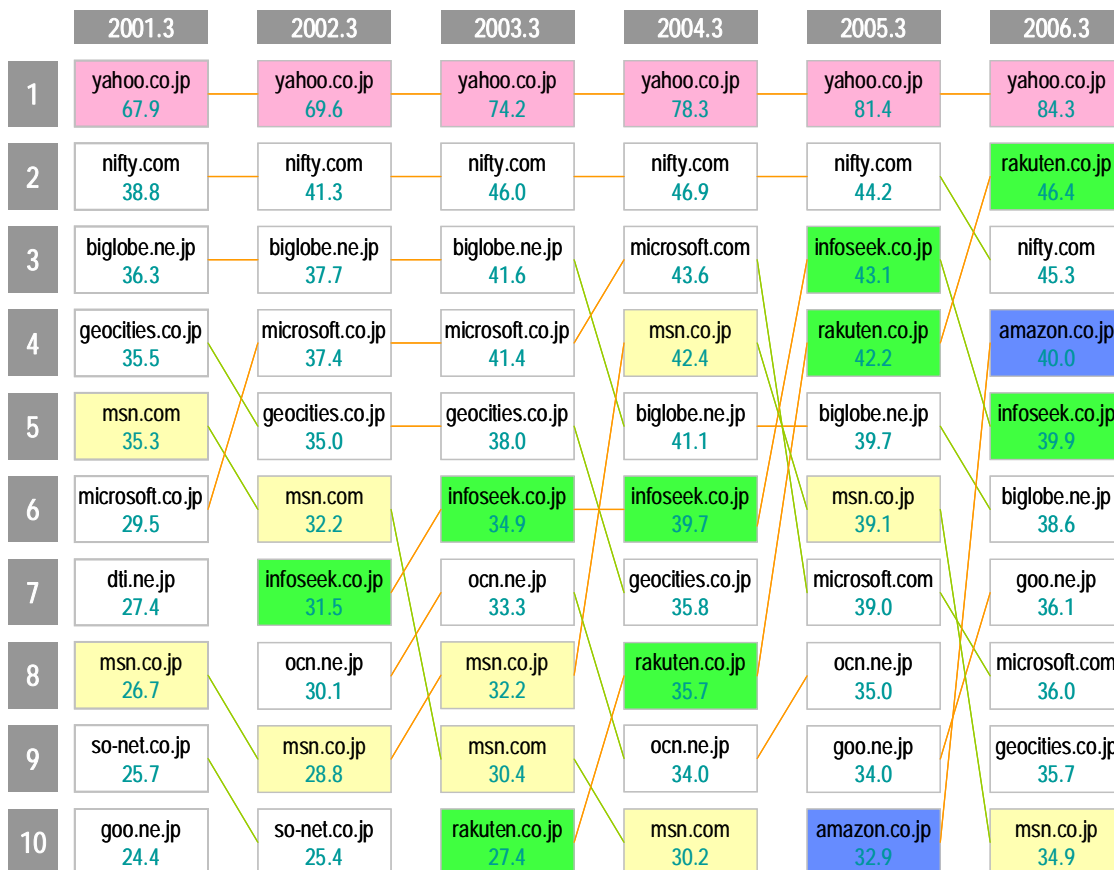 2001.3 2002.3 2003.3 2004.3 2005.3 2006.3
1 yahoo.co.jp yahoo.co.jp yahoo.co.jp yahoo.co.jp yahoo.co.jp yahoo.co.jp
67.9 69.6 74.2 78.3 81.4 84.3
2 nifty.com nifty.com nifty.com nifty.com nifty.com rakuten.co.jp
38.8 41.3 46.0 46.9 44.2 46.4
3 biglobe.ne.jp biglobe.ne.jp biglobe.ne.jp microsoft.com infoseek.co.jp nifty.com
36.3 37.7 41.6 43.6 43.1 45.3
4 geocities.co.jp microsoft.co.jp microsoft.co.jp msn.co.jp rakuten.co.jp amazon.co.jp
35.5 37.4 41.4 42.4 42.2 40.0
5 msn.com geocities.co.jp geocities.co.jp biglobe.ne.jp biglobe.ne.jp infoseek.co.jp
35.3 35.0 38.0 41.1 39.7 39.9
6 microsoft.co.jp msn.com infoseek.co.jp infoseek.co.jp msn.co.jp biglobe.ne.jp
29.5 32.2 34.9 39.7 39.1 38.6
7 dti.ne.jp infoseek.co.jp ocn.ne.jp geocities.co.jp microsoft.com goo.ne.jp
27.4 31.5 33.3 35.8 39.0 36.1
8 msn.co.jp ocn.ne.jp msn.co.jp rakuten.co.jp ocn.ne.jp microsoft.com
26.7 30.1 32.2 35.7 35.0 36.0
9 so-net.co.jp msn.co.jp msn.com ocn.ne.jp goo.ne.jp geocities.co.jp
25.7 28.8 30.4 34.0 34.0 35.7
10 goo.ne.jp so-net.co.jp rakuten.co.jp msn.com amazon.co.jp msn.co.jp
24.4 25.4 27.4 30.2 32.9 34.9